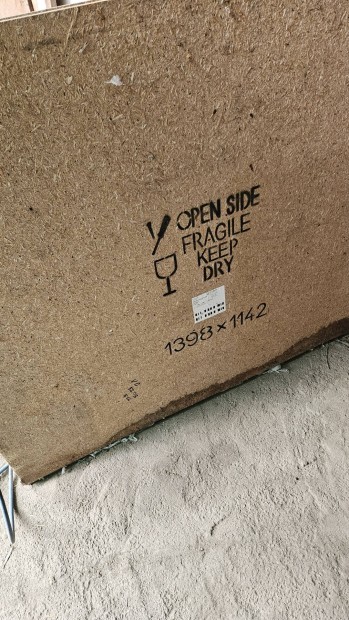 OPEN SIDE
FRAGILE
KEEP
DRY
1398×1142